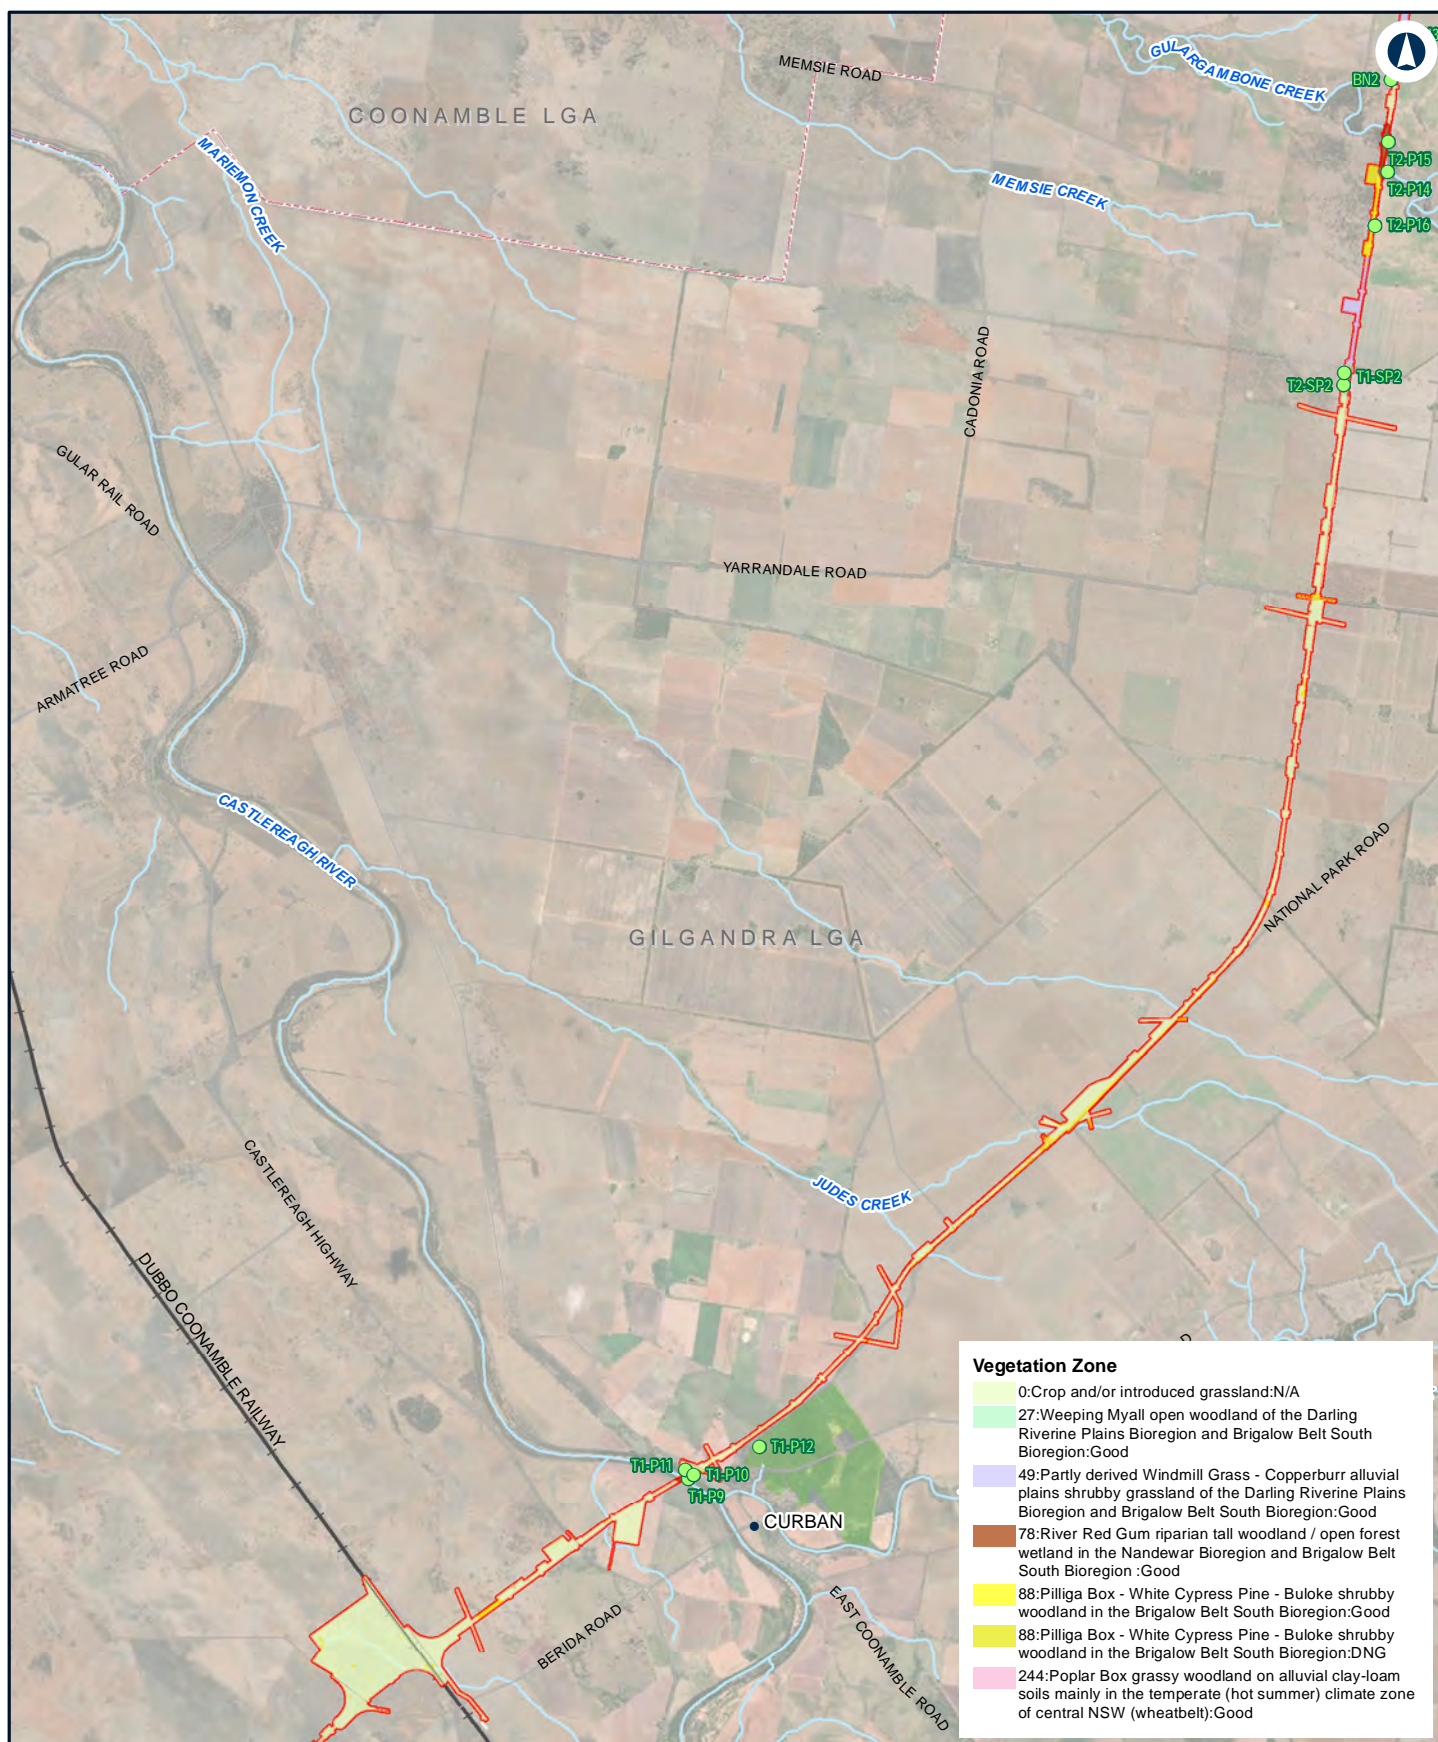 MEMSIE ROAD
GULARGAMBONE CREEK
BN2
COONAMBLE LGA
MARIEMON CREEK
T2-P15
MEMSIE CREEK
T2-P14
T2-P16
CADONIA ROAD
T1-SP2
T2-SP2
GULAR RAIL ROAD
YARRANDALE ROAD
ARMATREE ROAD
CASTLEREAGH RIVER
NATIONAL PARK ROAD
GILGANDRA LGA
CASTLEREAGH HIGHWAY
JUDES CREEK
DUBBO COONAMBLE RAILWAY
T1-P12
T1-P11
T1-P10
T1-P9
CURBAN
BERIDA ROAD
EAST COONAMBLE ROAD
D
Vegetation Zone
0:Crop and/or introduced grassland:N/A
27:Weeping Myall open woodland of the Darling
Riverine Plains Bioregion and Brigalow Belt South
Bioregion:Good
49:Partly derived Windmill Grass - Copperburr alluvial
plains shrubby grassland of the Darling Riverine Plains
Bioregion and Brigalow Belt South Bioregion:Good
78:River Red Gum riparian tall woodland / open forest
wetland in the Nandewar Bioregion and Brigalow Belt
South Bioregion :Good
88:Pilliga Box - White Cypress Pine - Buloke shrubby
woodland in the Brigalow Belt South Bioregion:Good
88:Pilliga Box - White Cypress Pine - Buloke shrubby
woodland in the Brigalow Belt South Bioregion:DNG
244:Poplar Box grassy woodland on alluvial clay-loam
soils mainly in the temperate (hot summer) climate zone
of central NSW (wheatbelt):Good